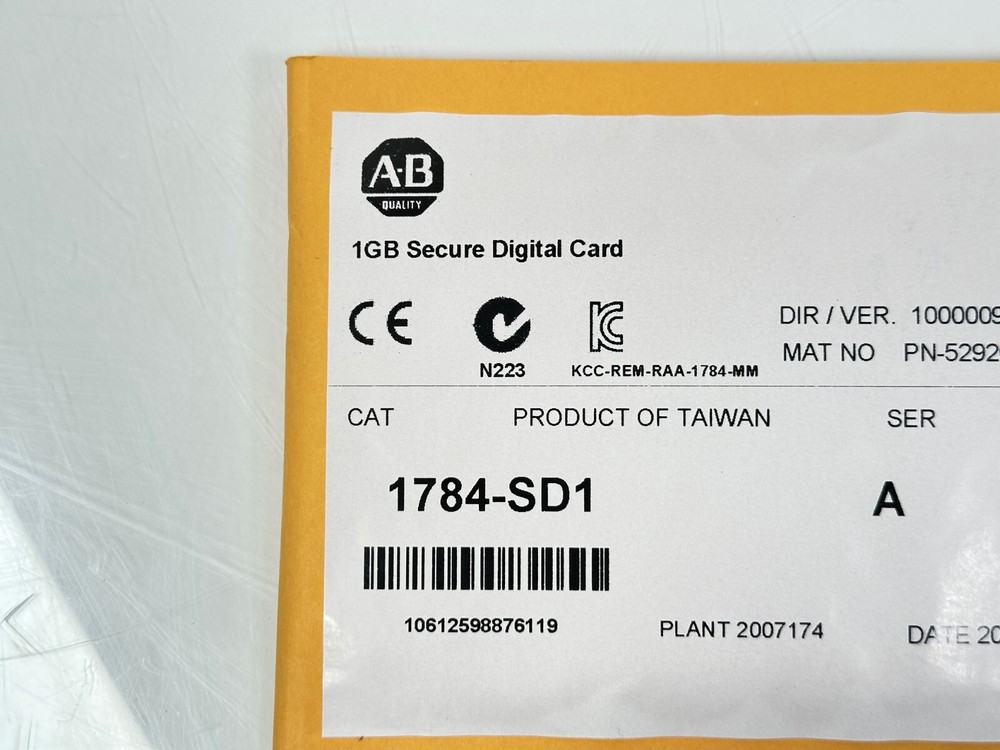 A-B
QUALITY
1GB Secure Digital Card
CE
N223
KCC-REM-RAA-1784-MM
DIR / VER. 1000009
MAT NO PN-5292
CAT PRODUCT OF TAIWAN SER
1784-SD1 A
10612598876119
PLANT 2007174 DATE 20